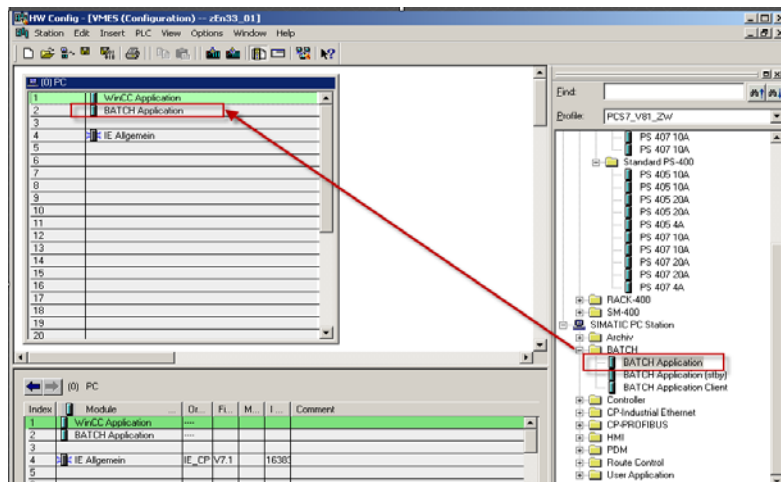 HW Config - [VMES (Configuration) -- zEn33_01]
Station Edit Insert PLC View Options Window Help
(0) PC
1 WinCC Application
2 BATCH Application
3
4 IE Allgemein
5
6
7
8
9
10
11
12
13
14
15
16
17
18
19
20
Find:
Profile: PCS7_V81_ZW
PS 407 10A
PS 407 10A
Standard PS-400
PS 405 10A
PS 405 10A
PS 405 20A
PS 405 20A
PS 405 4A
PS 407 10A
PS 407 10A
PS 407 20A
PS 407 20A
PS 407 4A
RACK-400
SM-400
SIMATIC PC Station
Archiv
BATCH
BATCH Application
BATCH Application (stby)
BATCH Application Client
Controller
CP-Industrial Ethernet
CP-PROFIBUS
HMI
PDM
Route Control
User Application
(0) PC
Index Module ... Or... Fi... M... I ... Comment
1 WinCC Application ----
2 BATCH Application ----
3
4 IE Allgemein IE_CP V7.1 1638
5